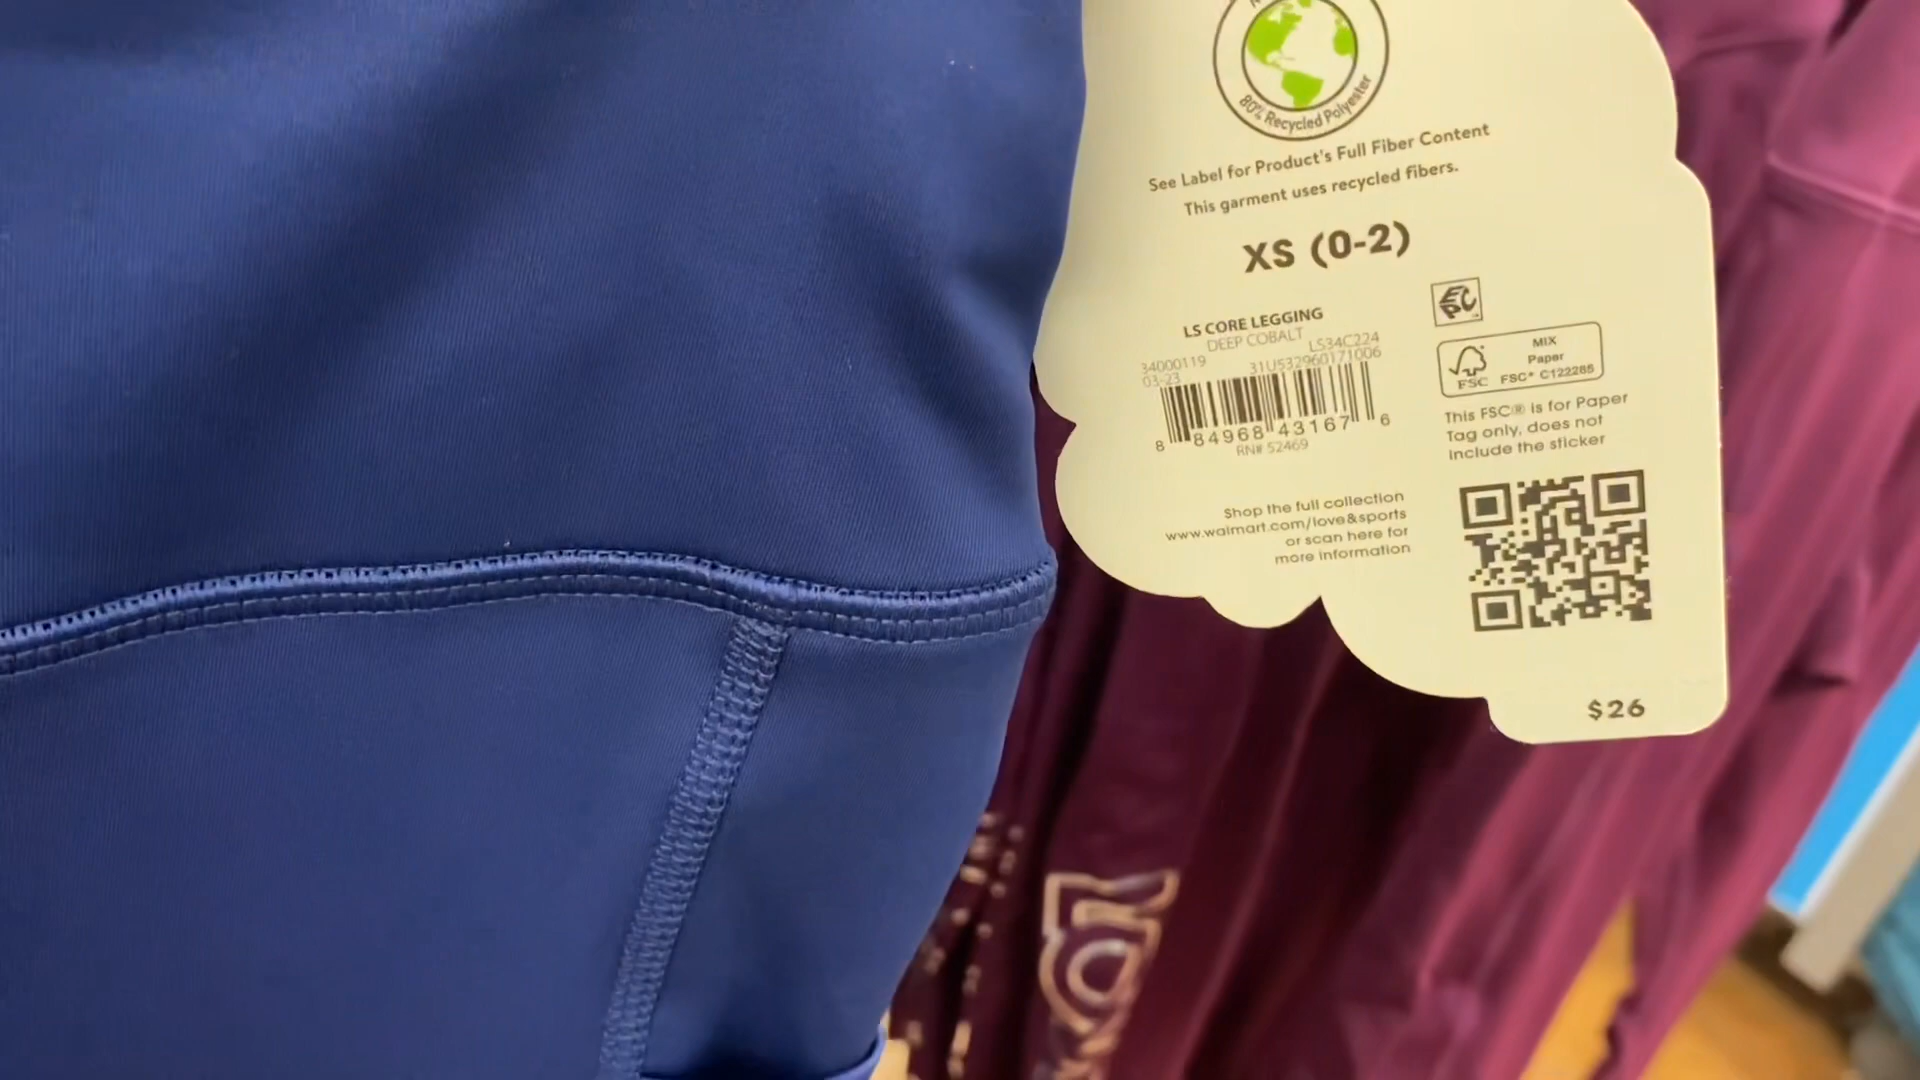 80% Recycled Polyester
See Label for Product's Full Fiber Content
This garment uses recycled fibers.
XS (0-2)
LS CORE LEGGING
DEEP COBALT
34000119 LS34C224
03-23 31US32960171006
8 84968 43167 6
RN# 52469
EPC
MIX
Paper
FSC FSC® C122285
This FSC® is for Paper
Tag only, does not
include the sticker
Shop the full collection
www.walmart.com/love&sports
or scan here for
more information
$26